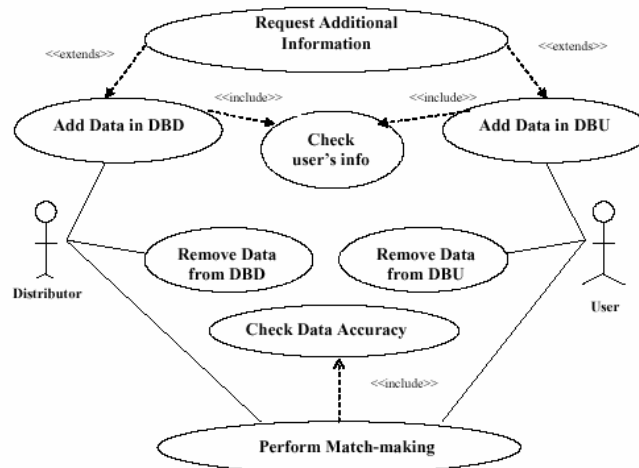 Request Additional
Information
<<extends>>
<<extends>>
<<include>>
<<include>>
Add Data in DBD
Check
user's info
Add Data in DBU
Remove Data
from DBD
Remove Data
from DBU
Distributor
User
Check Data Accuracy
<<include>>
Perform Match-making